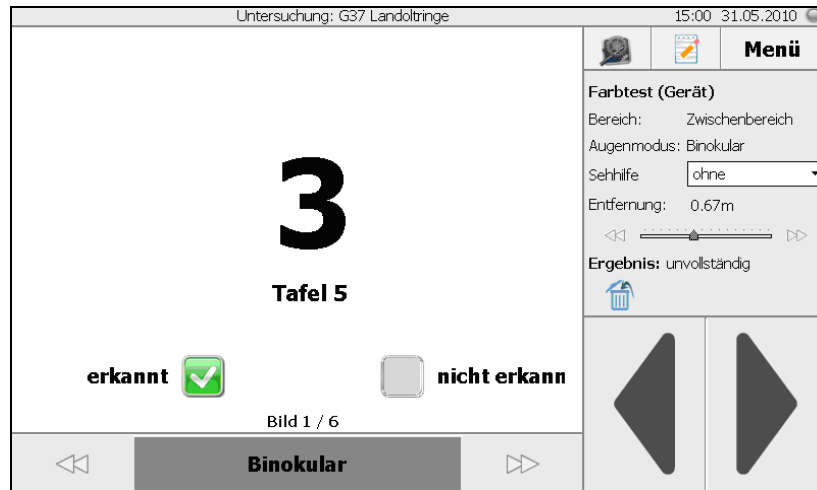 Untersuchung: G37 Landoltringe
15:00 31.05.2010
Menü
Farbtest (Gerät)
Bereich: Zwischenbereich
Augenmodus: Binokular
Sehhilfe ohne
Entfernung: 0.67m
Ergebnis: unvollständig
3
Tafel 5
erkannt
nicht erkann
Bild 1 / 6
Binokular